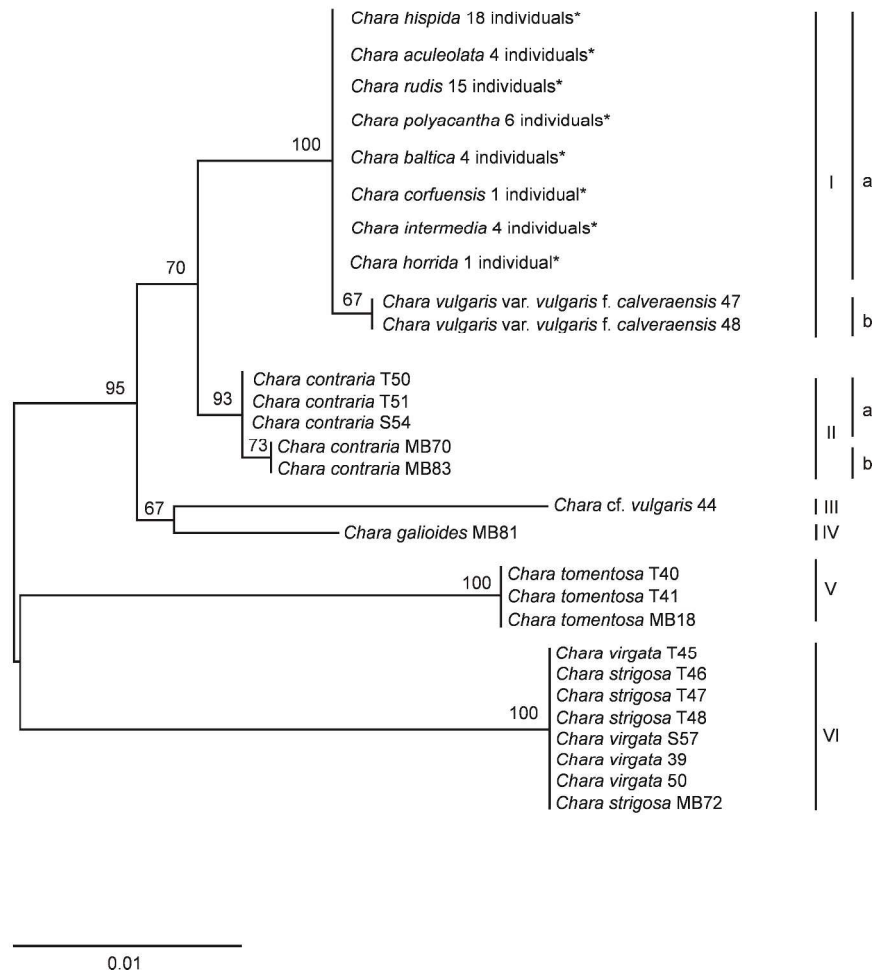 Chara hispida 18 individuals*
Chara aculeolata 4 individuals*
Chara rudis 15 individuals*
Chara polyacantha 6 individuals*
100
Chara baltica 4 individuals*
I
a
Chara corfuensis 1 individual*
Chara intermedia 4 individuals*
Chara horrida 1 individual*
70
67
Chara vulgaris var. vulgaris f. calveraensis 47
Chara vulgaris var. vulgaris f. calveraensis 48
b
95
Chara contraria T50
93
Chara contraria T51
Chara contraria S54
a
II
73
Chara contraria MB70
Chara contraria MB83
b
67
Chara cf. vulgaris 44
III
Chara galioides MB81
IV
100
Chara tomentosa T40
Chara tomentosa T41
Chara tomentosa MB18
V
Chara virgata T45
Chara strigosa T46
Chara strigosa T47
100
Chara strigosa T48
Chara virgata S57
VI
Chara virgata 39
Chara virgata 50
Chara strigosa MB72
0.01